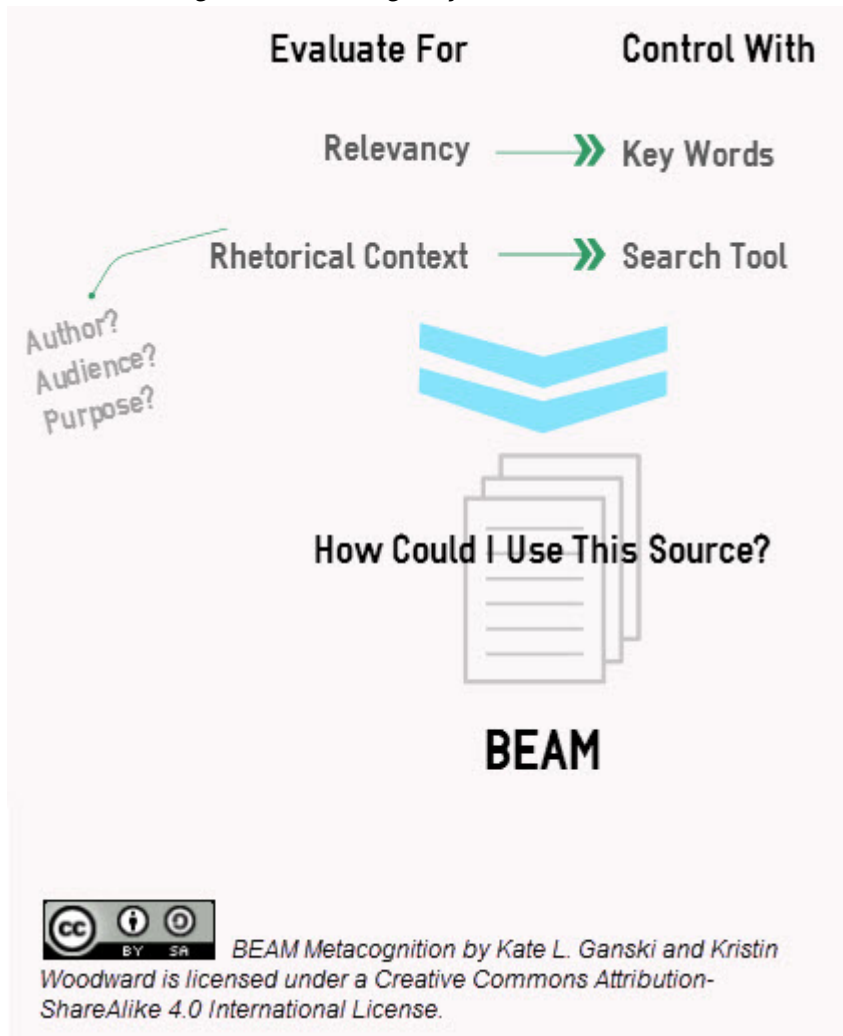 Evaluate For Control With
Relevancy Key Words
Rhetorical Context Search Tool
Author?
Audience?
Purpose?
How Could I Use This Source?
BEAM
cc BY SA BEAM Metacognition by Kate L. Ganski and Kristin
Woodward is licensed under a Creative Commons Attribution-
ShareAlike 4.0 International License.